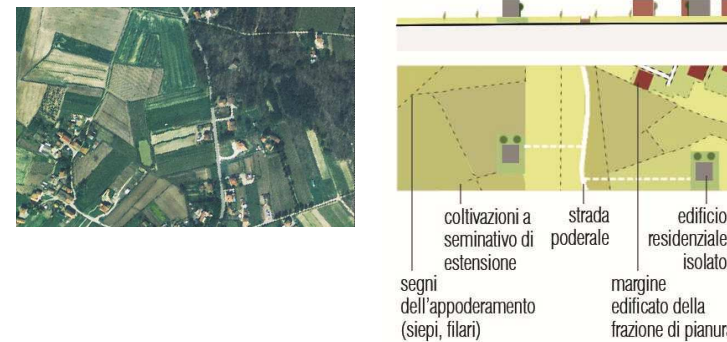 coltivazioni a
seminativo di
estensione
strada
poderale
edificio
residenziale
isolato
segni
dell'appoderamento
(siepi, filari)
margine
edificato della
frazione di pianura